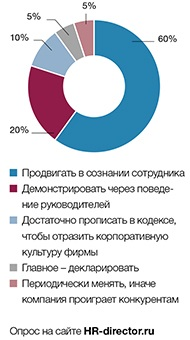 5%
5%
10%
60%
20%
Продвигать в сознании сотрудника
Демонстрировать через поведе-
ние руководителей
Достаточно прописать в кодексе,
чтобы отразить корпоративную
культуру фирмы
Главное – декларировать
Периодически менять, иначе
компания проиграет конкурентам
Опрос на сайте HR-director.ru